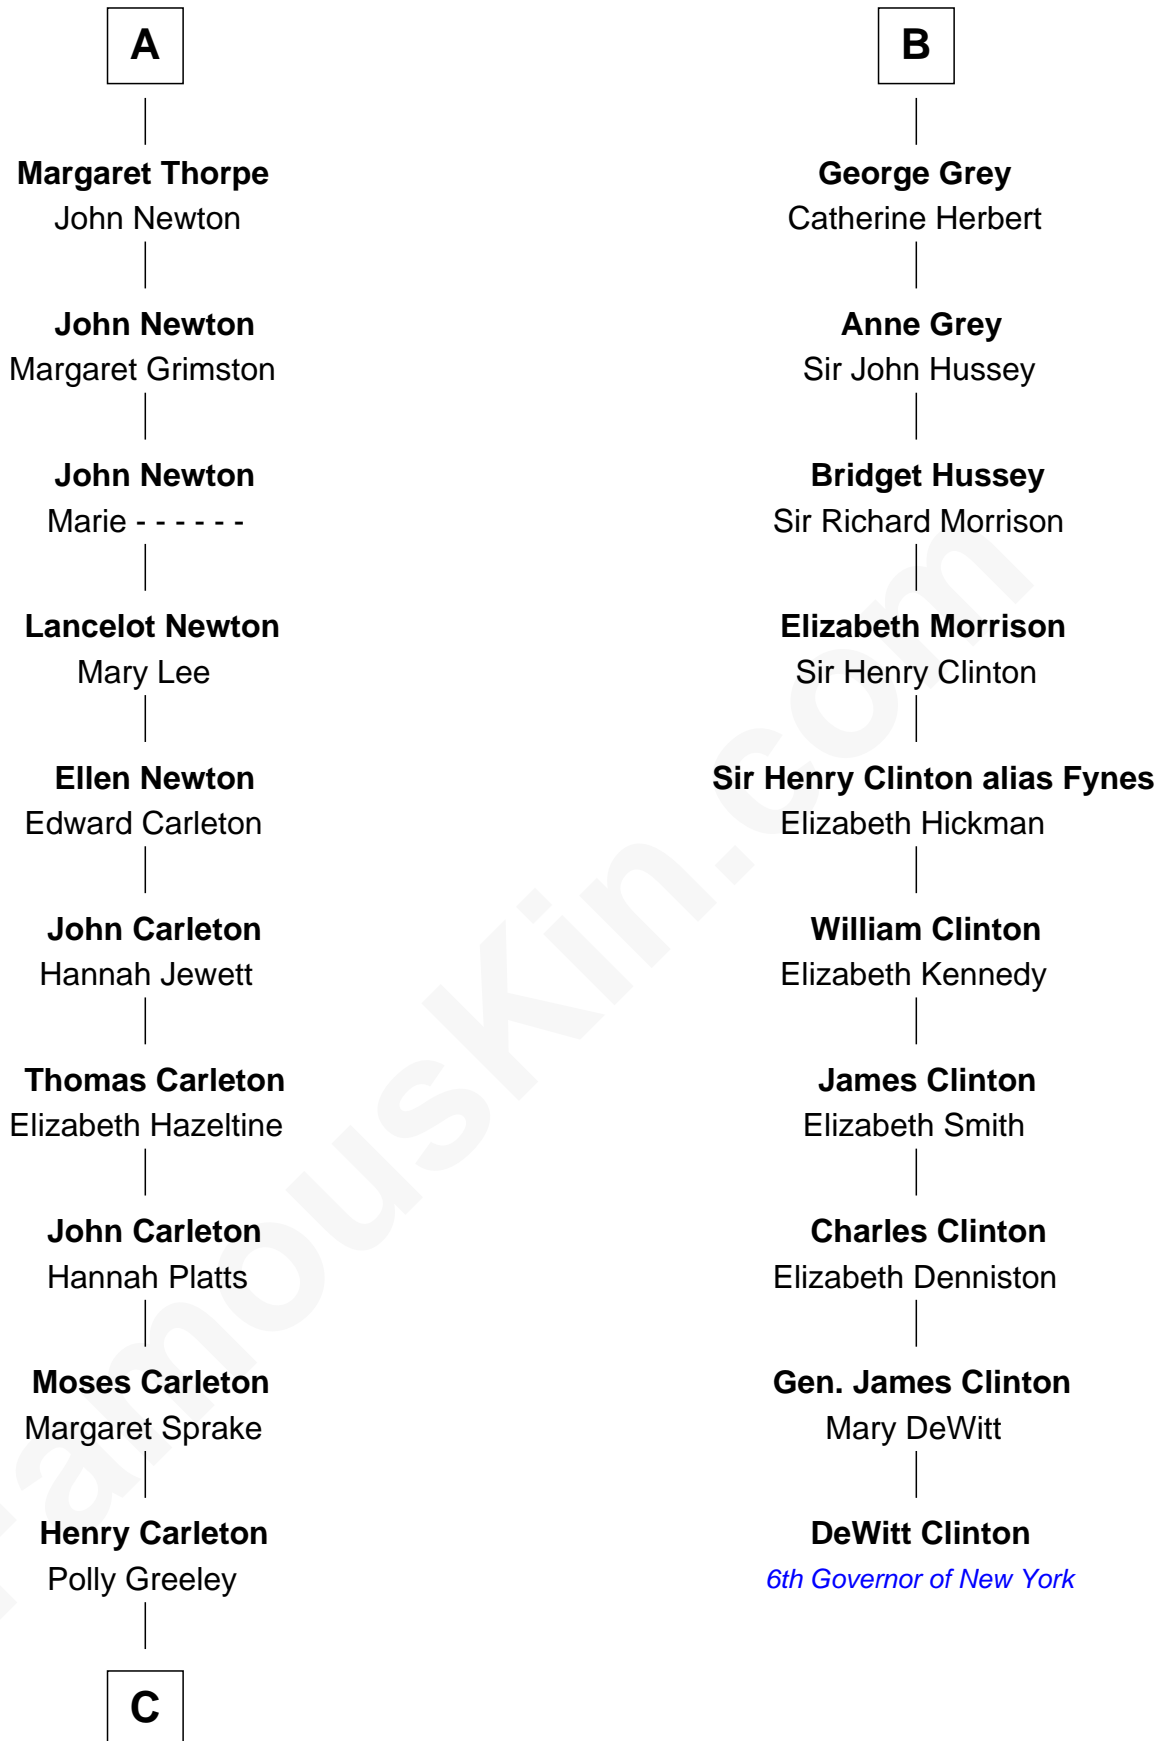 A
Margaret Thorpe
John Newton
John Newton
Margaret Grimston
John Newton
Marie - - - - - -
Lancelot Newton
Mary Lee
Ellen Newton
Edward Carleton
John Carleton
Hannah Jewett
Thomas Carleton
Elizabeth Hazeltine
John Carleton
Hannah Platts
Moses Carleton
Margaret Sprake
Henry Carleton
Polly Greeley
C
B
George Grey
Catherine Herbert
Anne Grey
Sir John Hussey
Bridget Hussey
Sir Richard Morrison
Elizabeth Morrison
Sir Henry Clinton
Sir Henry Clinton alias Fynes
Elizabeth Hickman
William Clinton
Elizabeth Kennedy
James Clinton
Elizabeth Smith
Charles Clinton
Elizabeth Denniston
Gen. James Clinton
Mary DeWitt
DeWitt Clinton
6th Governor of New York
FamousKin.com